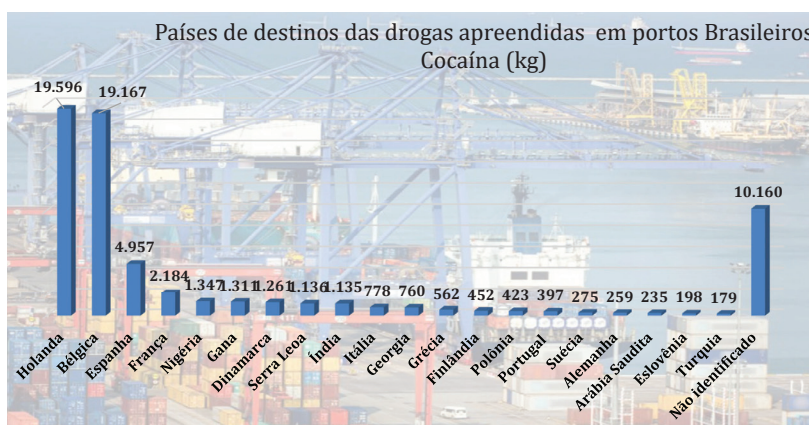 Países de destinos das drogas apreendidas em portos Brasileiros
Cocaína (kg)
19.596
19.167
4.957
2.184
1.347
1.311
1.261
1.136
1.135
778
760
562
452
423
397
275
259
235
198
179
10.160
Holanda
Bélgica
Espanha
França
Nigéria
Gana
Dinamarca
Serra Leoa
Índia
Itália
Georgia
Grécia
Finlândia
Polônia
Portugal
Suécia
Alemanha
Arábia Saudita
Eslovênia
Turquia
Não identificado